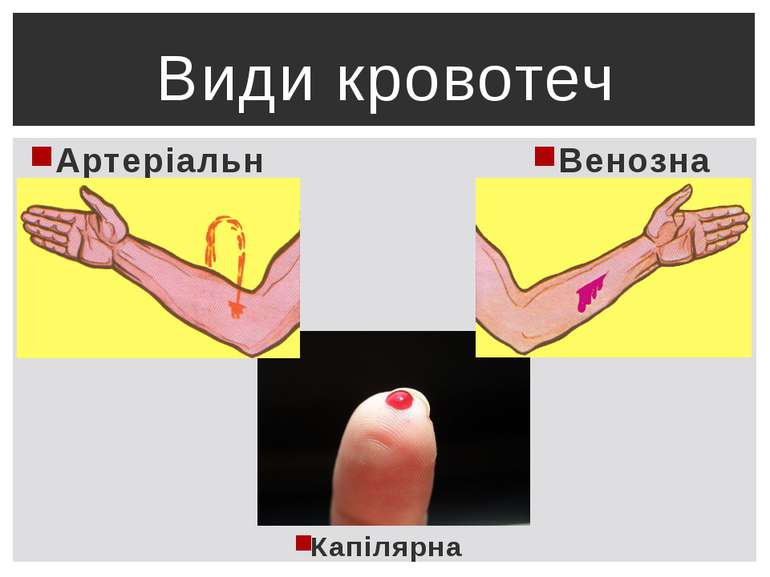 Види кровотеч
Артеріальн
Венозна
Капілярна